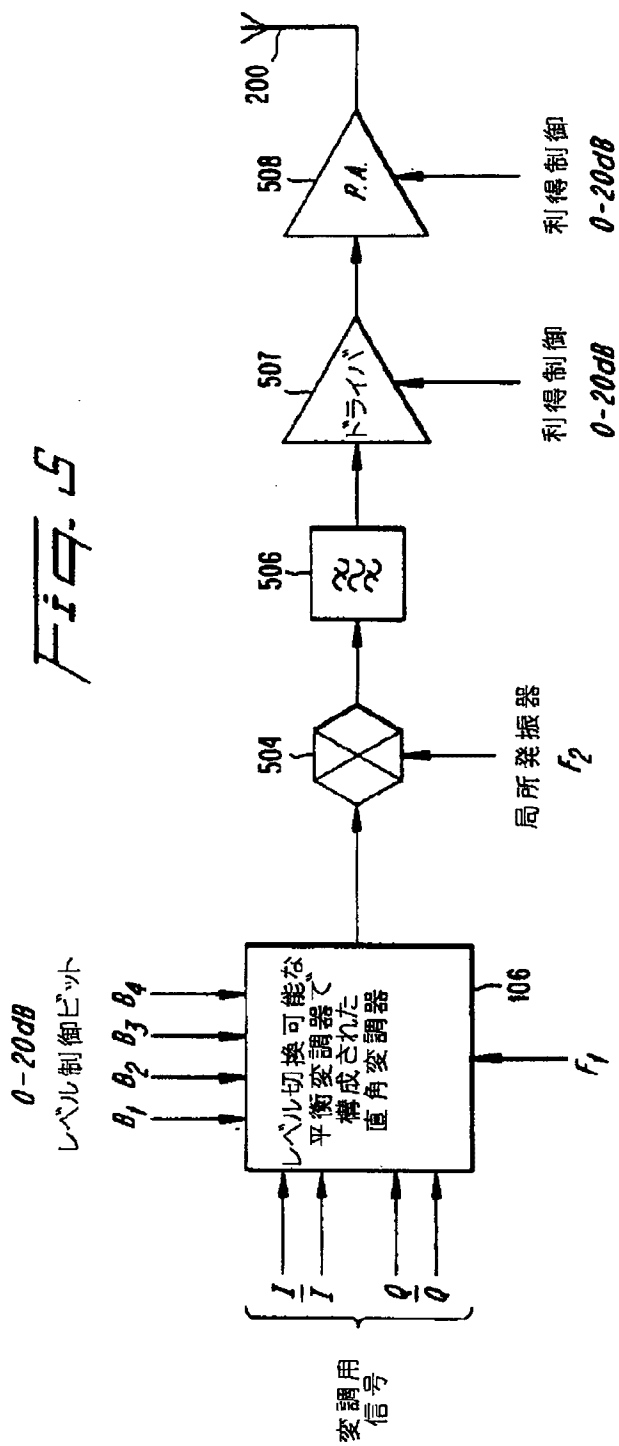 Fig. 5
0-20dB
レベル制御ビット
B1 B2 B3 B4
変調用
信号
I
I̅
Q
Q̅
レベル切換可能な
平衡変調器で
構成された
直角変調器
106
F1
504
局所発振器
F2
506
507
ドライバ
利得制御
0-20dB
508
P.A.
利得制御
0-20dB
200